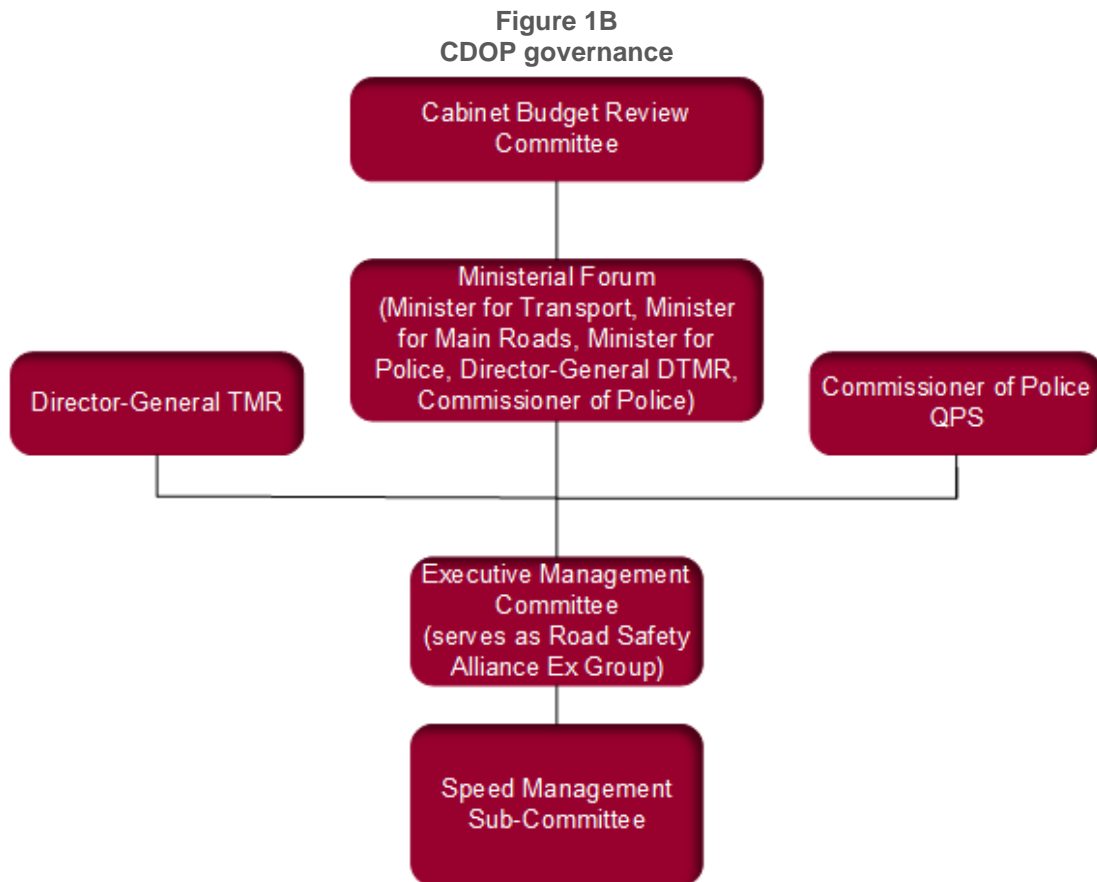 Figure 1B
CDOP governance
Cabinet Budget Review
Committee
Ministerial Forum
(Minister for Transport, Minister
for Main Roads, Minister for
Police, Director-General DTMR,
Commissioner of Police)
Director-General TMR
Commissioner of Police
QPS
Executive Management
Committee
(serves as Road Safety
Alliance Ex Group)
Speed Management
Sub-Committee